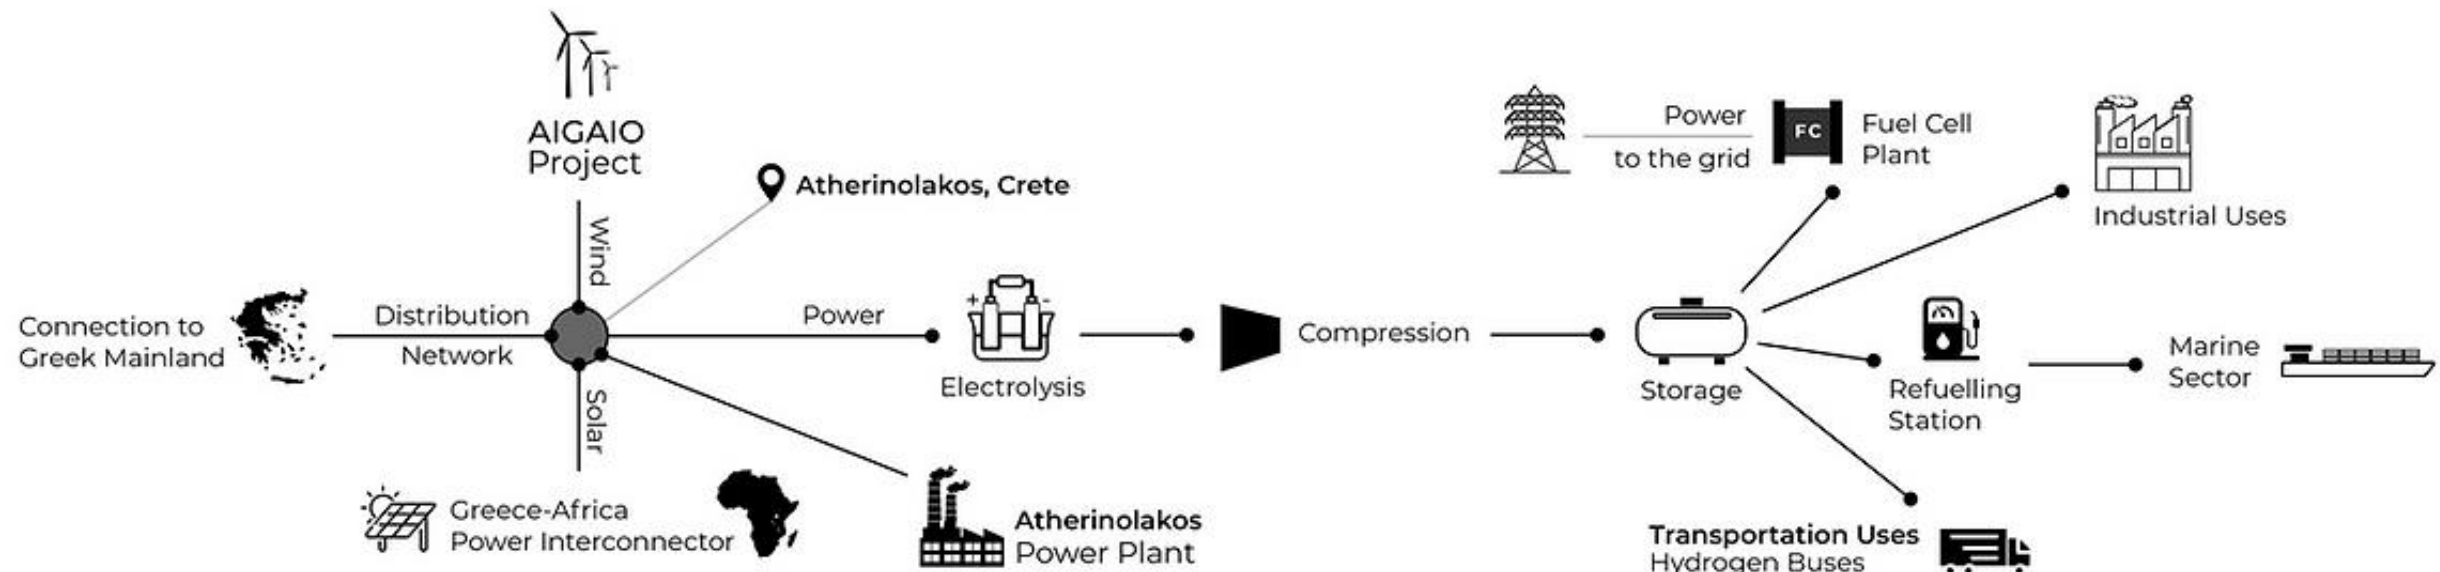 AIGAIO
Project
Wind
Atherinolakos, Crete
Connection to
Greek Mainland
Distribution
Network
Power
+ -
Electrolysis
Solar
Greece-Africa
Power Interconnector
Atherinolakos
Power Plant
Compression
Storage
Power
to the grid
FC
Fuel Cell
Plant
Industrial Uses
Refuelling
Station
Marine
Sector
Transportation Uses
Hydrogen Buses